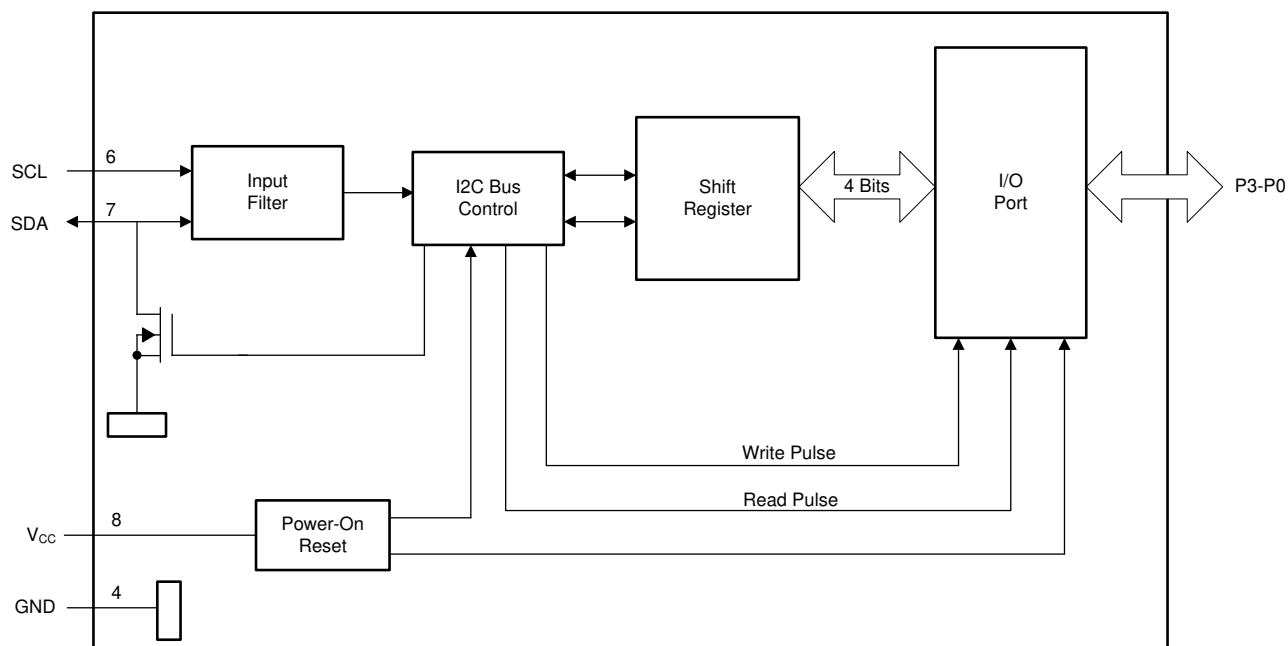 6
SCL
Input
Filter
I2C Bus
Control
Shift
Register
4 Bits
I/O
Port
P3-P0
7
SDA
Write Pulse
Read Pulse
8
VCC
Power-On
Reset
4
GND